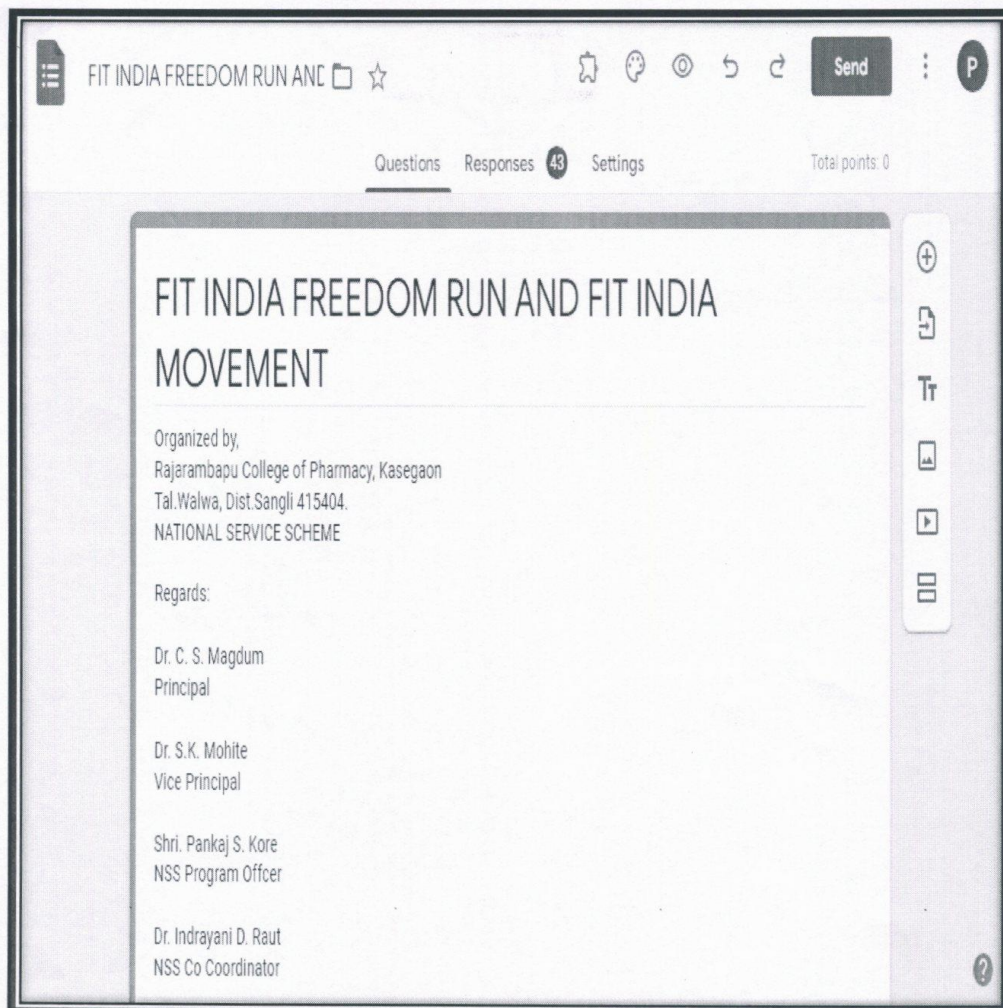 FIT INDIA FREEDOM RUN AND
Send
P
Questions Responses 43 Settings
Total points: 0
FIT INDIA FREEDOM RUN AND FIT INDIA
MOVEMENT
Organized by,
Rajarambapu College of Pharmacy, Kasegaon
Tal.Walwa, Dist.Sangli 415404.
NATIONAL SERVICE SCHEME
Regards:
Dr. C. S. Magdum
Principal
Dr. S.K. Mohite
Vice Principal
Shri. Pankaj S. Kore
NSS Program Offcer
Dr. Indrayani D. Raut
NSS Co Coordinator
Tт
?